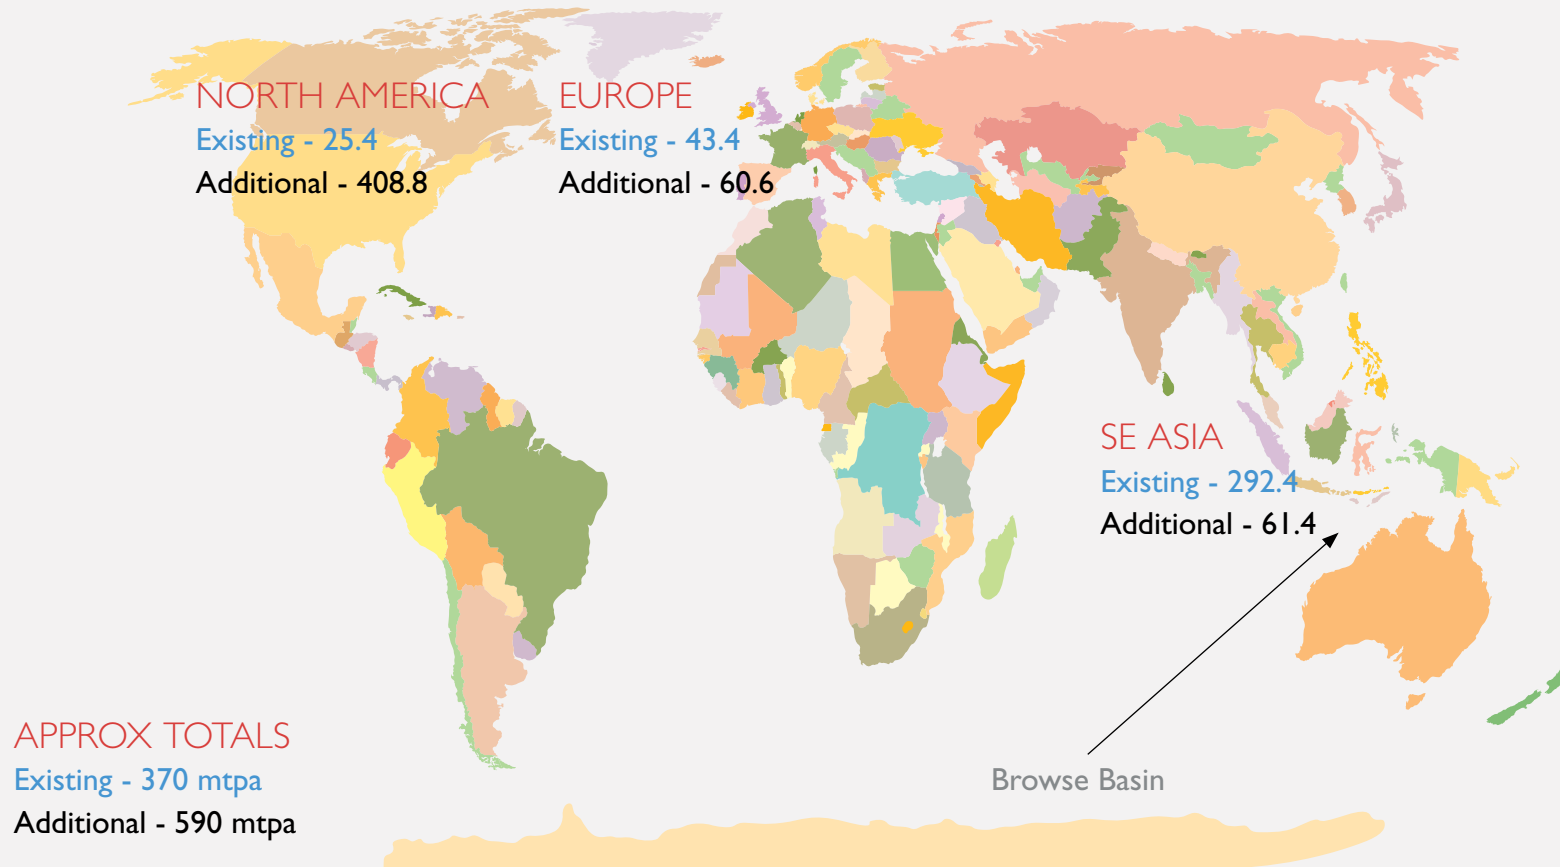 NORTH AMERICA
Existing - 25.4
Additional - 408.8
EUROPE
Existing - 43.4
Additional - 60.6
SE ASIA
Existing - 292.4
Additional - 61.4
APPROX TOTALS
Existing - 370 mtpa
Additional - 590 mtpa
Browse Basin